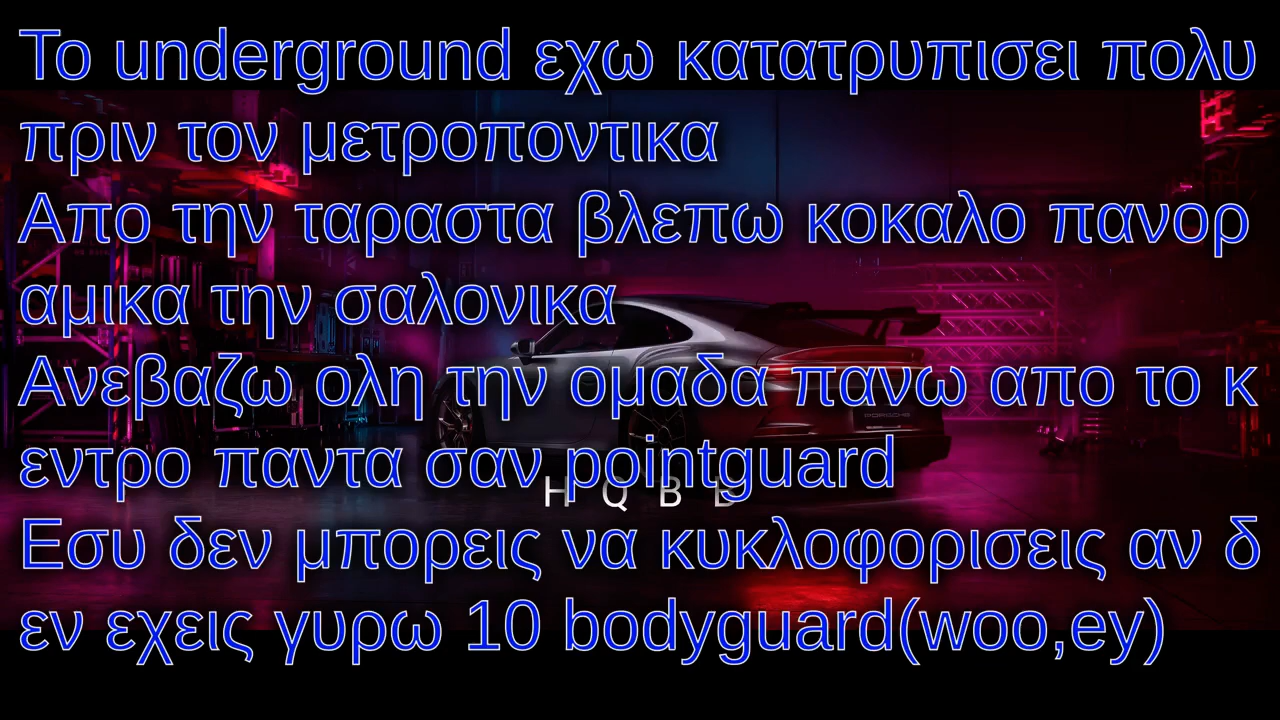 Το underground εχω κατατρυπισει πολυ
πριν τον μετροποντικα
Απο την ταραστα βλεπω κοκαλο πανορ
αμικα την σαλονικα
Ανεβαζω ολη την ομαδα πανω απο το κ
εντρο παντα σαν pointguard
H Q B E
Εσυ δεν μπορεις να κυκλοφορισεις αν δ
εν εχεις γυρω 10 bodyguard(woo,ey)
PORSCHE